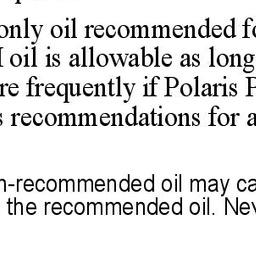 only oil recommended fo
oil is allowable as long
re frequently if Polaris P
s recommendations for a
n-recommended oil may ca
the recommended oil. Nev